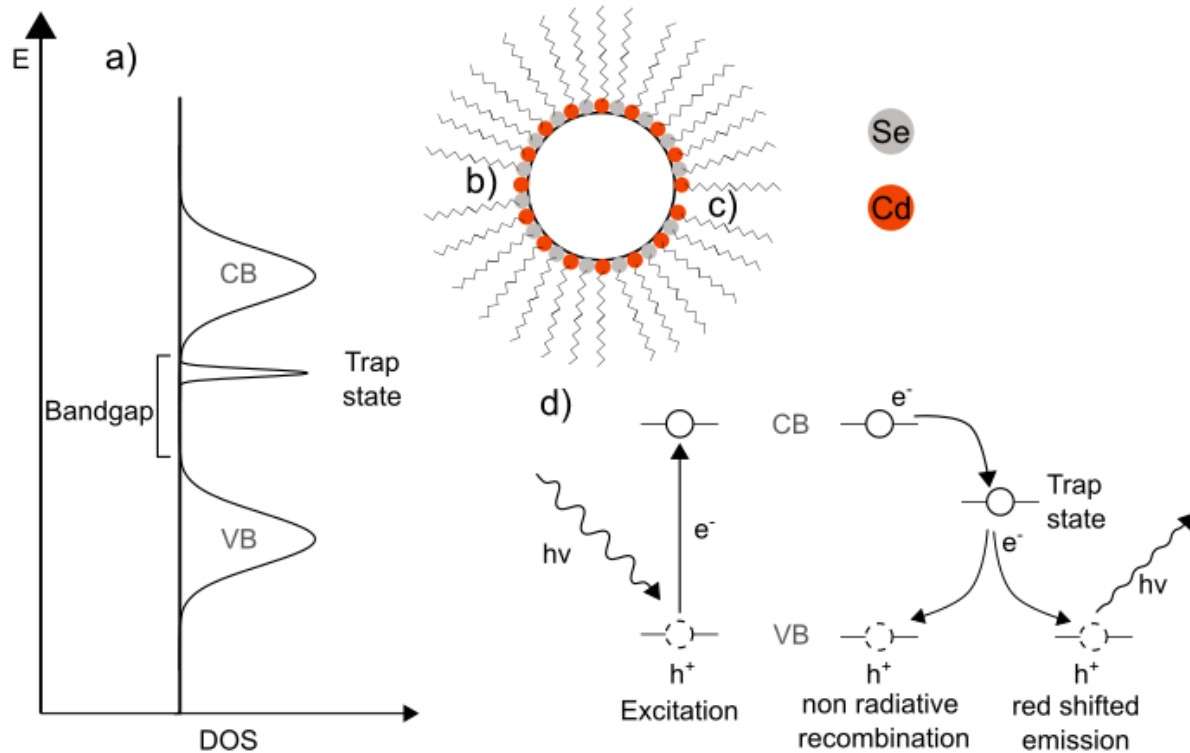 E
a)
CB
Trap
state
Bandgap
VB
DOS
b)
c)
Se
Cd
d)
CB
e-
hv
e-
Trap
state
e-
hv
VB
h+
h+
h+
Excitation
non radiative
recombination
red shifted
emission